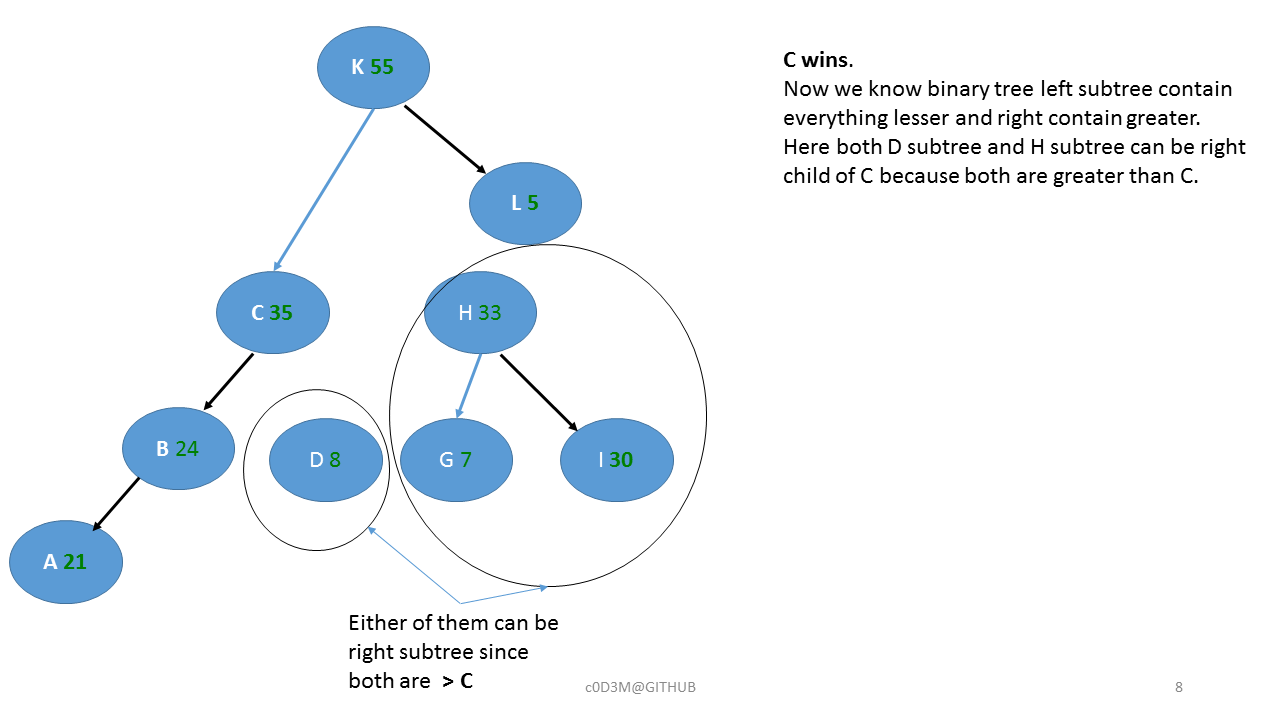 K 55
C wins.
Now we know binary tree left subtree contain
everything lesser and right contain greater.
Here both D subtree and H subtree can be right
child of C because both are greater than C.
L 5
C 35
H 33
B 24
D 8
G 7
I 30
A 21
Either of them can be
right subtree since
both are > C
c0D3M@GITHUB
8